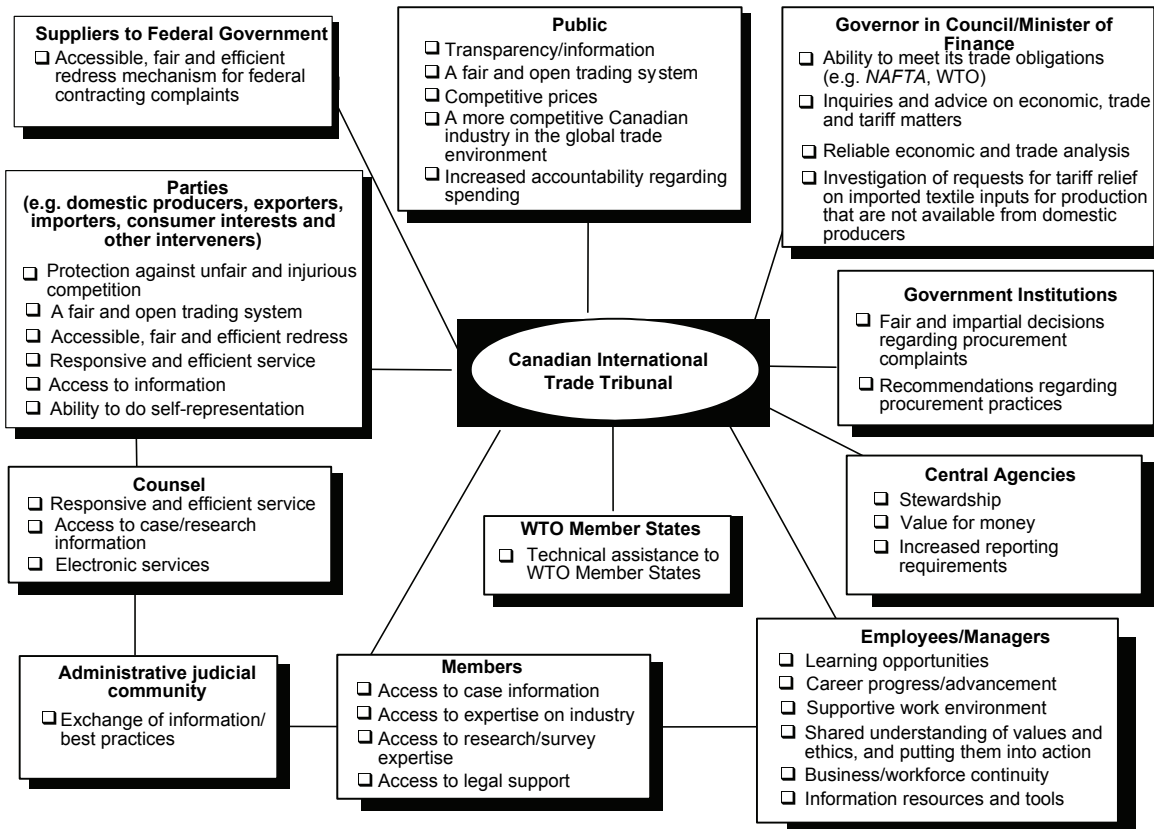 Suppliers to Federal Government
❑ Accessible, fair and efficient
redress mechanism for federal
contracting complaints
Public
❑ Transparency/information
❑ A fair and open trading system
❑ Competitive prices
❑ A more competitive Canadian
industry in the global trade
environment
❑ Increased accountability regarding
spending
Governor in Council/Minister of
Finance
❑ Ability to meet its trade obligations
(e.g. NAFTA, WTO)
❑ Inquiries and advice on economic, trade
and tariff matters
❑ Reliable economic and trade analysis
❑ Investigation of requests for tariff relief
on imported textile inputs for production
that are not available from domestic
producers
Parties
(e.g. domestic producers, exporters,
importers, consumer interests and
other interveners)
❑ Protection against unfair and injurious
competition
❑ A fair and open trading system
❑ Accessible, fair and efficient redress
❑ Responsive and efficient service
❑ Access to information
❑ Ability to do self-representation
Canadian International
Trade Tribunal
Government Institutions
❑ Fair and impartial decisions
regarding procurement
complaints
❑ Recommendations regarding
procurement practices
Counsel
❑ Responsive and efficient service
❑ Access to case/research
information
❑ Electronic services
WTO Member States
❑ Technical assistance to
WTO Member States
Central Agencies
❑ Stewardship
❑ Value for money
❑ Increased reporting
requirements
Administrative judicial
community
❑ Exchange of information/
best practices
Members
❑ Access to case information
❑ Access to expertise on industry
❑ Access to research/survey
expertise
❑ Access to legal support
Employees/Managers
❑ Learning opportunities
❑ Career progress/advancement
❑ Supportive work environment
❑ Shared understanding of values and
ethics, and putting them into action
❑ Business/workforce continuity
❑ Information resources and tools